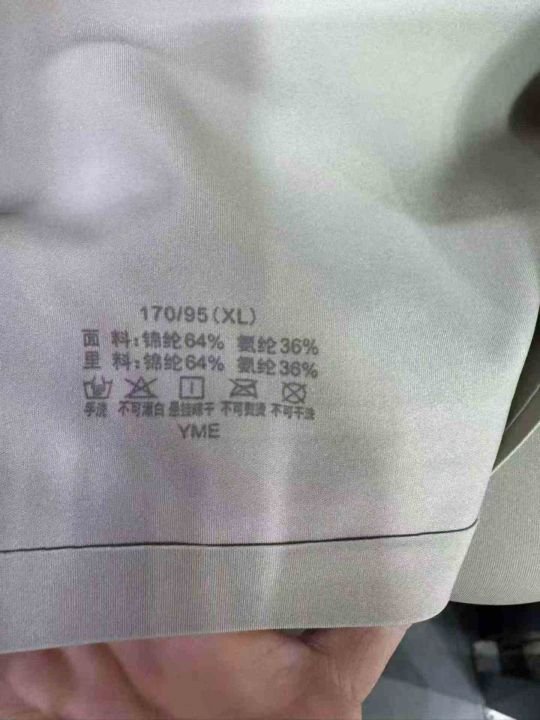 170/95(XL)
面 料:锦纶64% 氨纶36%
里 料:锦纶64% 氨纶36%
手洗 不可漂白 悬挂晾干 不可熨烫 不可干洗
YME